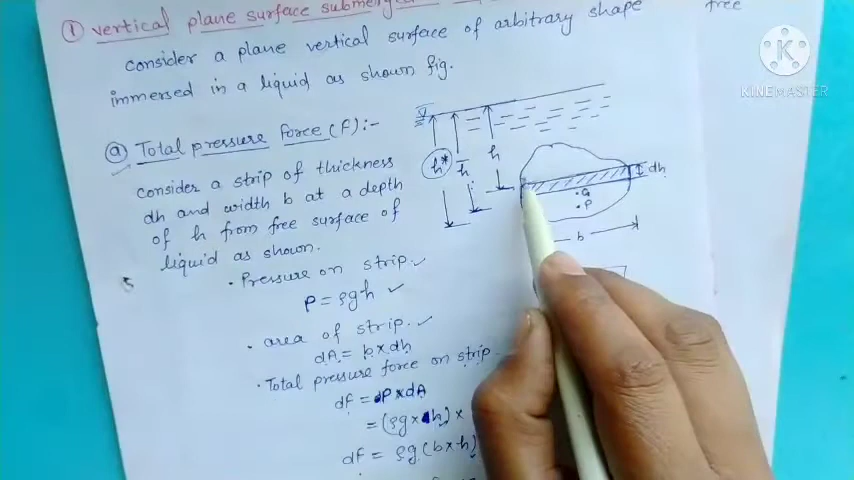 ① vertical plane surface submerged
free
consider a plane vertical surface of arbitrary shape
immersed in a liquid as shown fig.
ⓐ Total pressure force (F) :-
consider a strip of thickness
dh and width b at a depth
of h from free surface of
liquid as shown.
• Pressure on strip.
P = ρgh
• area of strip.
dA = b×dh
• Total pressure force on strip.
df = P×dA
= (ρg×h)×
df = ρg(b×h)
h*
h̅
h
dh
G
P
b
K
KINEMASTER